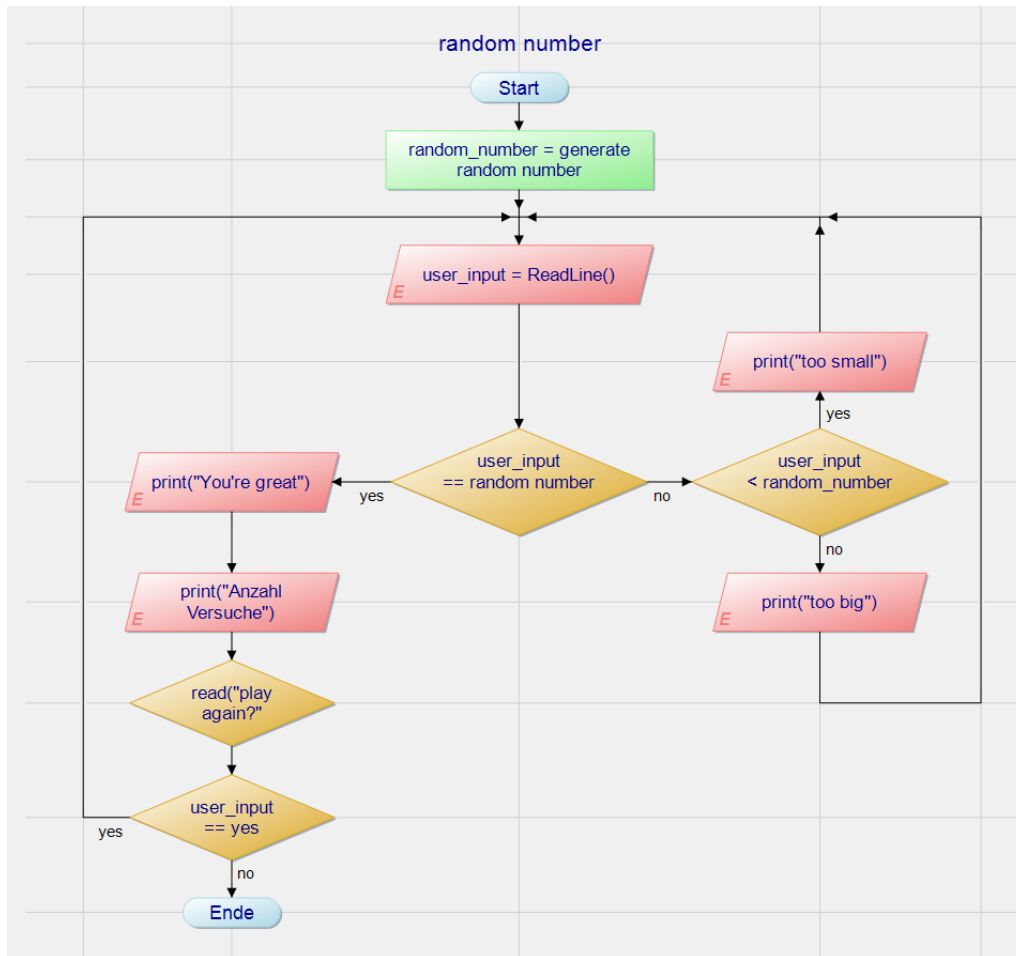 random number
Start
random_number = generate
random number
user_input = ReadLine()
E
print("too small")
E
yes
user_input
== random number
yes
no
user_input
< random_number
no
print("You're great")
E
print("Anzahl
Versuche")
E
print("too big")
E
read("play
again?"
user_input
== yes
yes
no
Ende